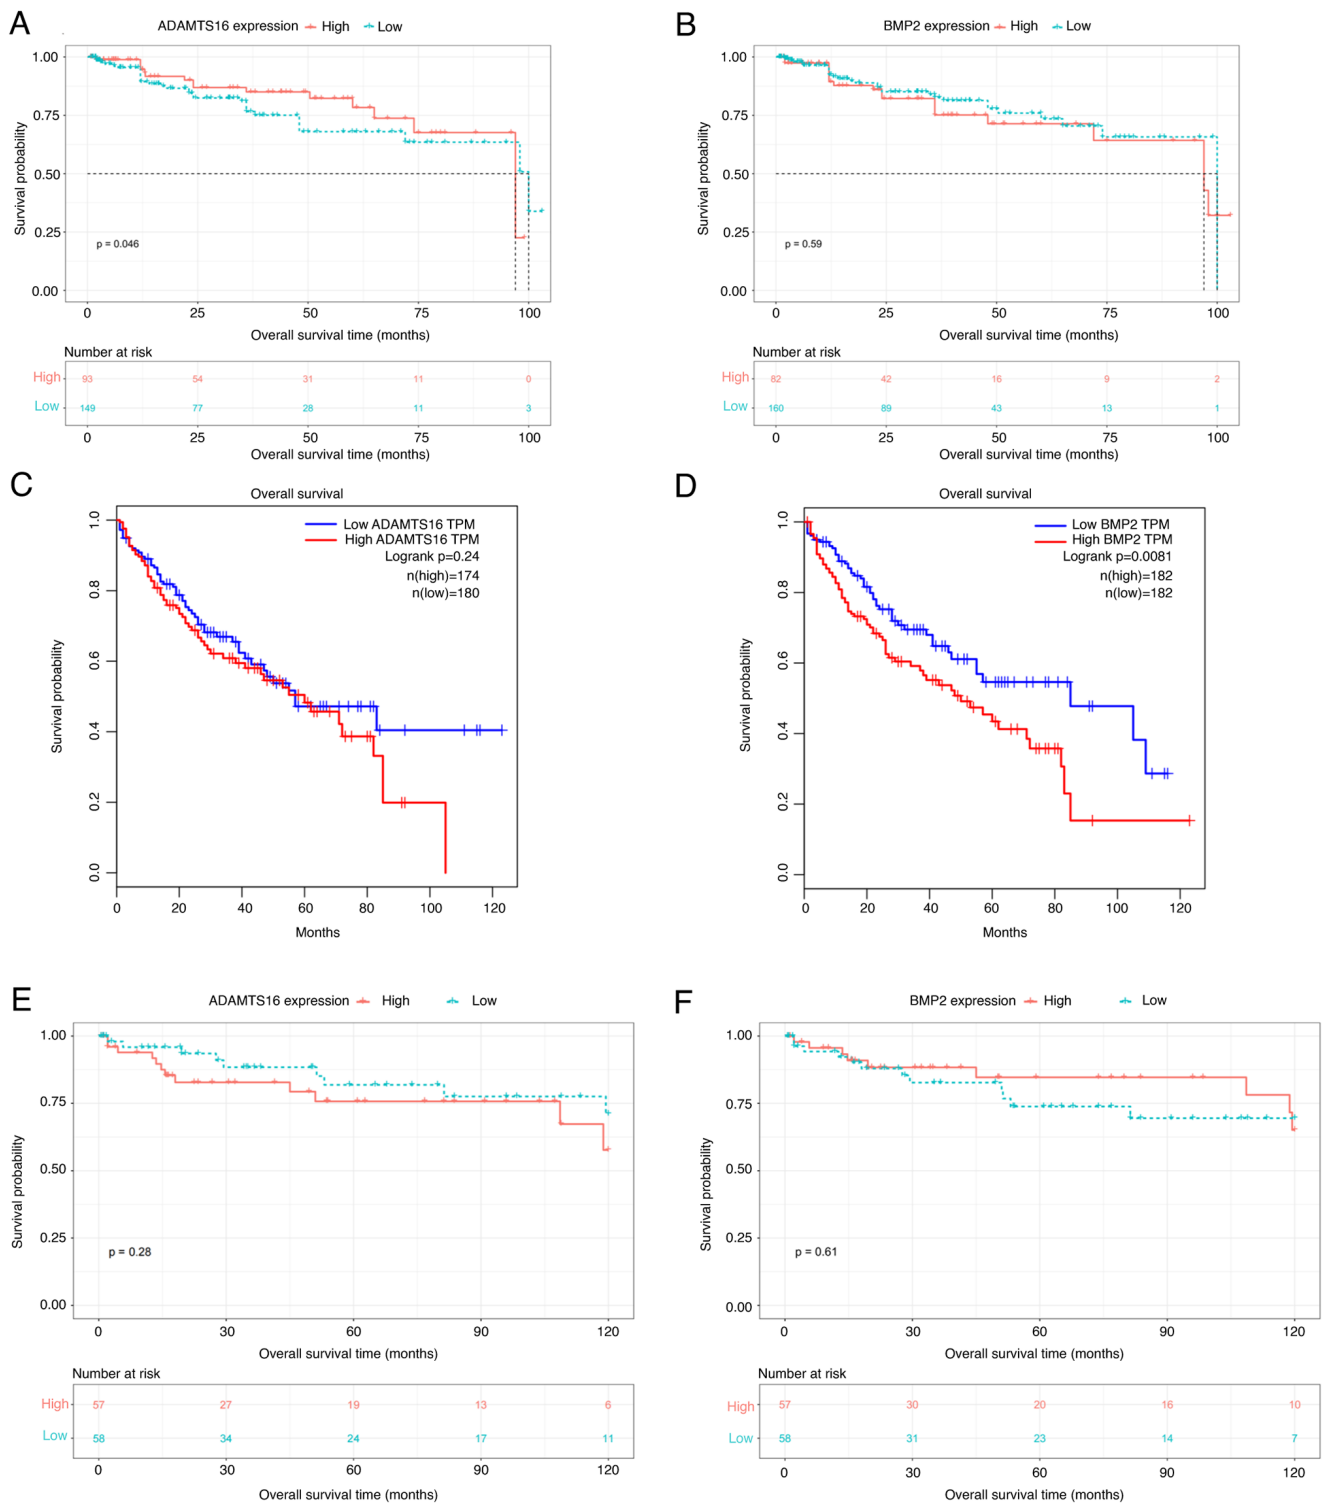 A
ADAMTS16 expression High Low
1.00
0.75
0.50
0.25
0.00
Survival probability
p = 0.046
0 25 50 75 100
Overall survival time (months)
Number at risk
High 93 54 31 11 0
Low 149 77 28 11 3
0 25 50 75 100
Overall survival time (months)
B
BMP2 expression High Low
1.00
0.75
0.50
0.25
0.00
Survival probability
p = 0.59
0 25 50 75 100
Overall survival time (months)
Number at risk
High 82 42 16 9 2
Low 160 89 43 13 1
0 25 50 75 100
Overall survival time (months)
C
Overall survival
Low ADAMTS16 TPM
High ADAMTS16 TPM
Logrank p=0.24
n(high)=174
n(low)=180
1.0
0.8
0.6
0.4
0.2
0.0
Survival probability
0 20 40 60 80 100 120
Months
D
Overall survival
Low BMP2 TPM
High BMP2 TPM
Logrank p=0.0081
n(high)=182
n(low)=182
1.0
0.8
0.6
0.4
0.2
0.0
Survival probability
0 20 40 60 80 100 120
Months
E
ADAMTS16 expression High Low
1.00
0.75
0.50
0.25
0.00
Survival probability
p = 0.28
0 30 60 90 120
Overall survival time (months)
Number at risk
High 57 27 19 13 6
Low 58 34 24 17 11
0 30 60 90 120
Overall survival time (months)
F
BMP2 expression High Low
1.00
0.75
0.50
0.25
0.00
Survival probability
p = 0.61
0 30 60 90 120
Overall survival time (months)
Number at risk
High 57 30 20 16 10
Low 58 31 23 14 7
0 30 60 90 120
Overall survival time (months)